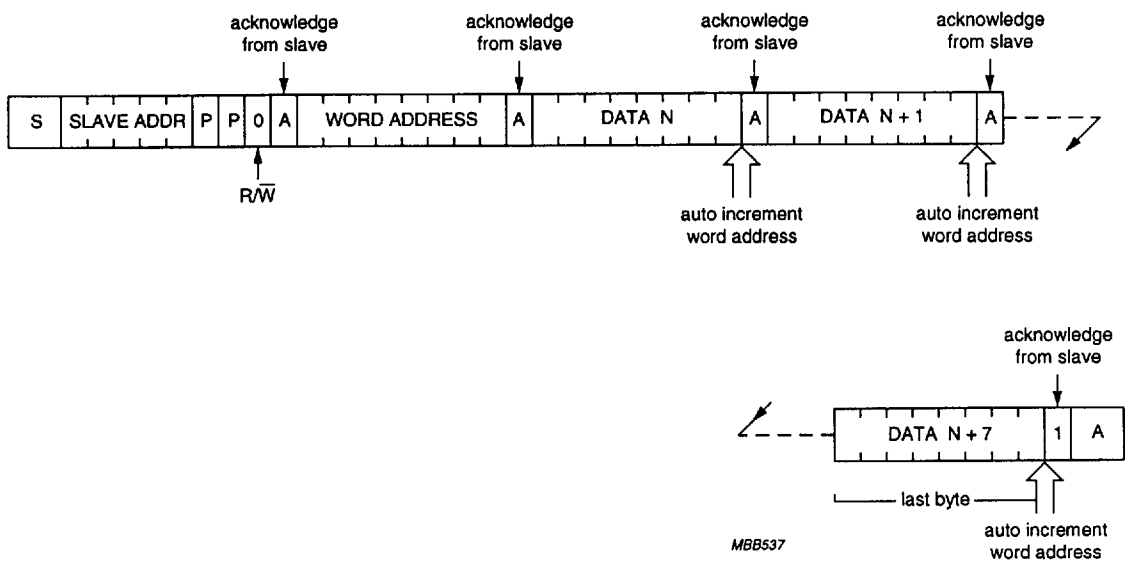 acknowledge
from slave
acknowledge
from slave
acknowledge
from slave
acknowledge
from slave
S SLAVE ADDR P P 0 A WORD ADDRESS A DATA N A DATA N + 1 A
R/W̅
auto increment
word address
auto increment
word address
acknowledge
from slave
DATA N + 7 1 A
last byte
auto increment
word address
MBB537